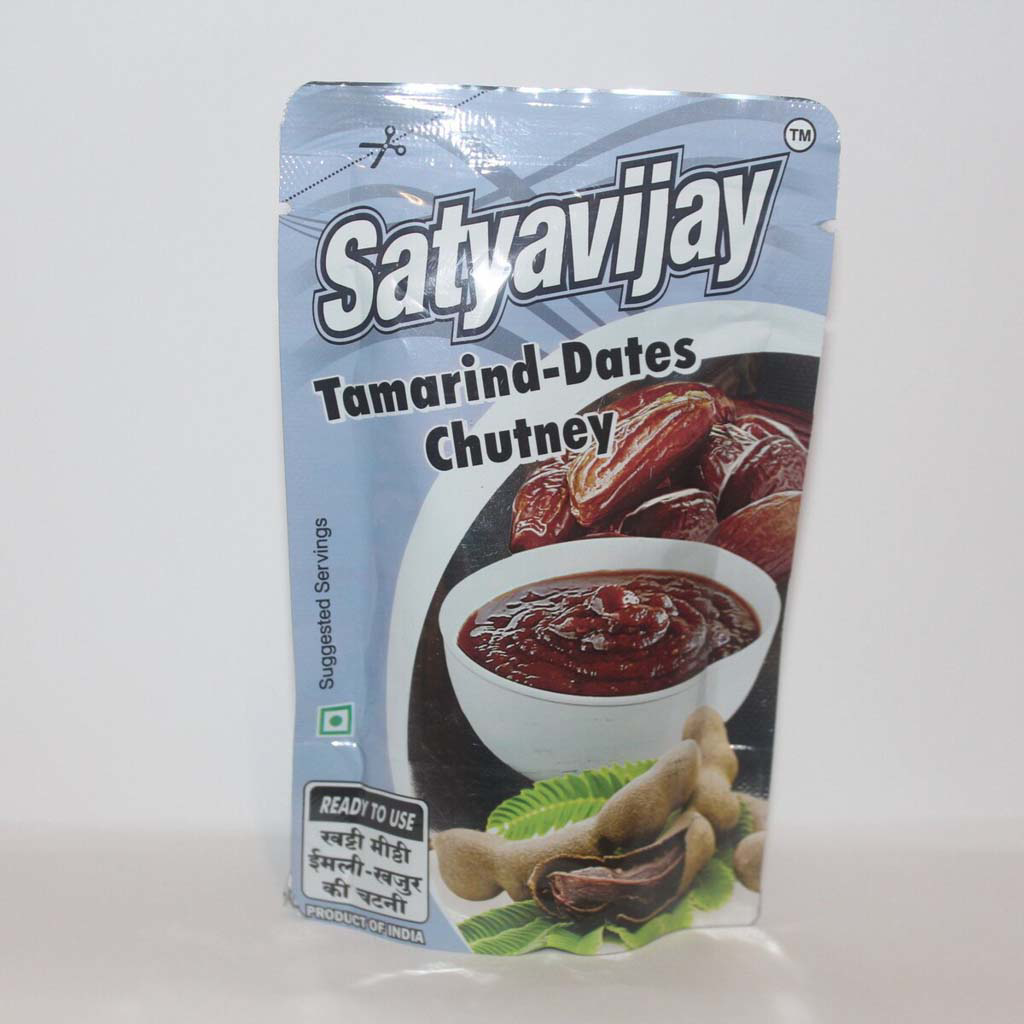 TM
Satyavijay
Tamarind-Dates
Chutney
Suggested Servings
READY TO USE
खट्टी मीठी
ईमली-खजुर
की चटनी
PRODUCT OF INDIA